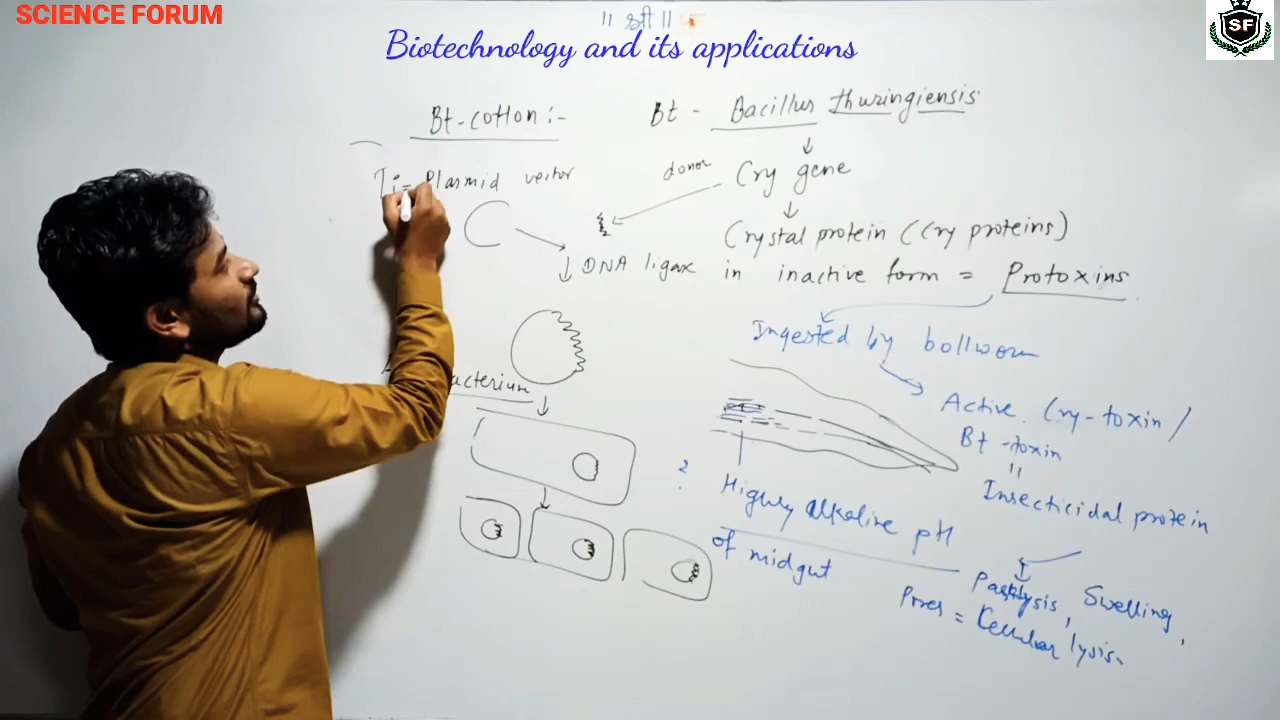 SCIENCE FORUM
॥ श्री ॥
SF
Biotechnology and its applications
Bt-cotton :-
Bt - Bacillus thuringiensis
Ti- Plasmid vector
donor
Cry gene
Crystal protein (Cry proteins)
DNA ligase
in inactive form = Protoxins
Ingested by bollworm
acterium
Active Cry-toxin /
Bt-toxin
"
Insecticidal protein
?
Highly alkaline pH
of midgut
Swelling,
Pores = Cellular lysis.